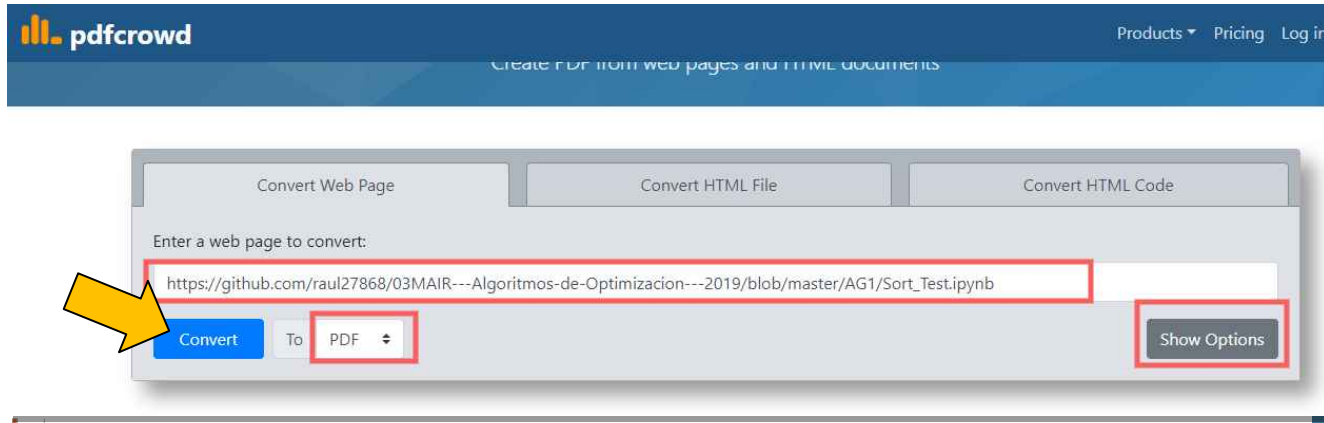 pdfcrowd
Products Pricing Log in
Create PDF from web pages and HTML documents
Convert Web Page Convert HTML File Convert HTML Code
Enter a web page to convert:
https://github.com/raul27868/03MAIR---Algoritmos-de-Optimizacion---2019/blob/master/AG1/Sort_Test.ipynb
Convert To PDF Show Options